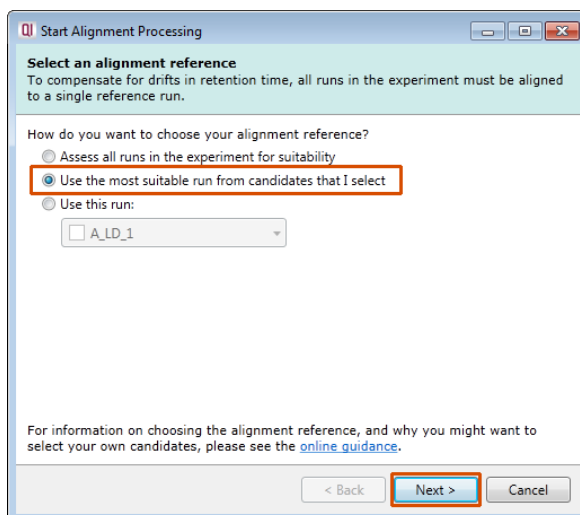 QI Start Alignment Processing
Select an alignment reference
To compensate for drifts in retention time, all runs in the experiment must be aligned
to a single reference run.
How do you want to choose your alignment reference?
Assess all runs in the experiment for suitability
Use the most suitable run from candidates that I select
Use this run:
A_LD_1
For information on choosing the alignment reference, and why you might want to
select your own candidates, please see the online guidance.
< Back Next > Cancel